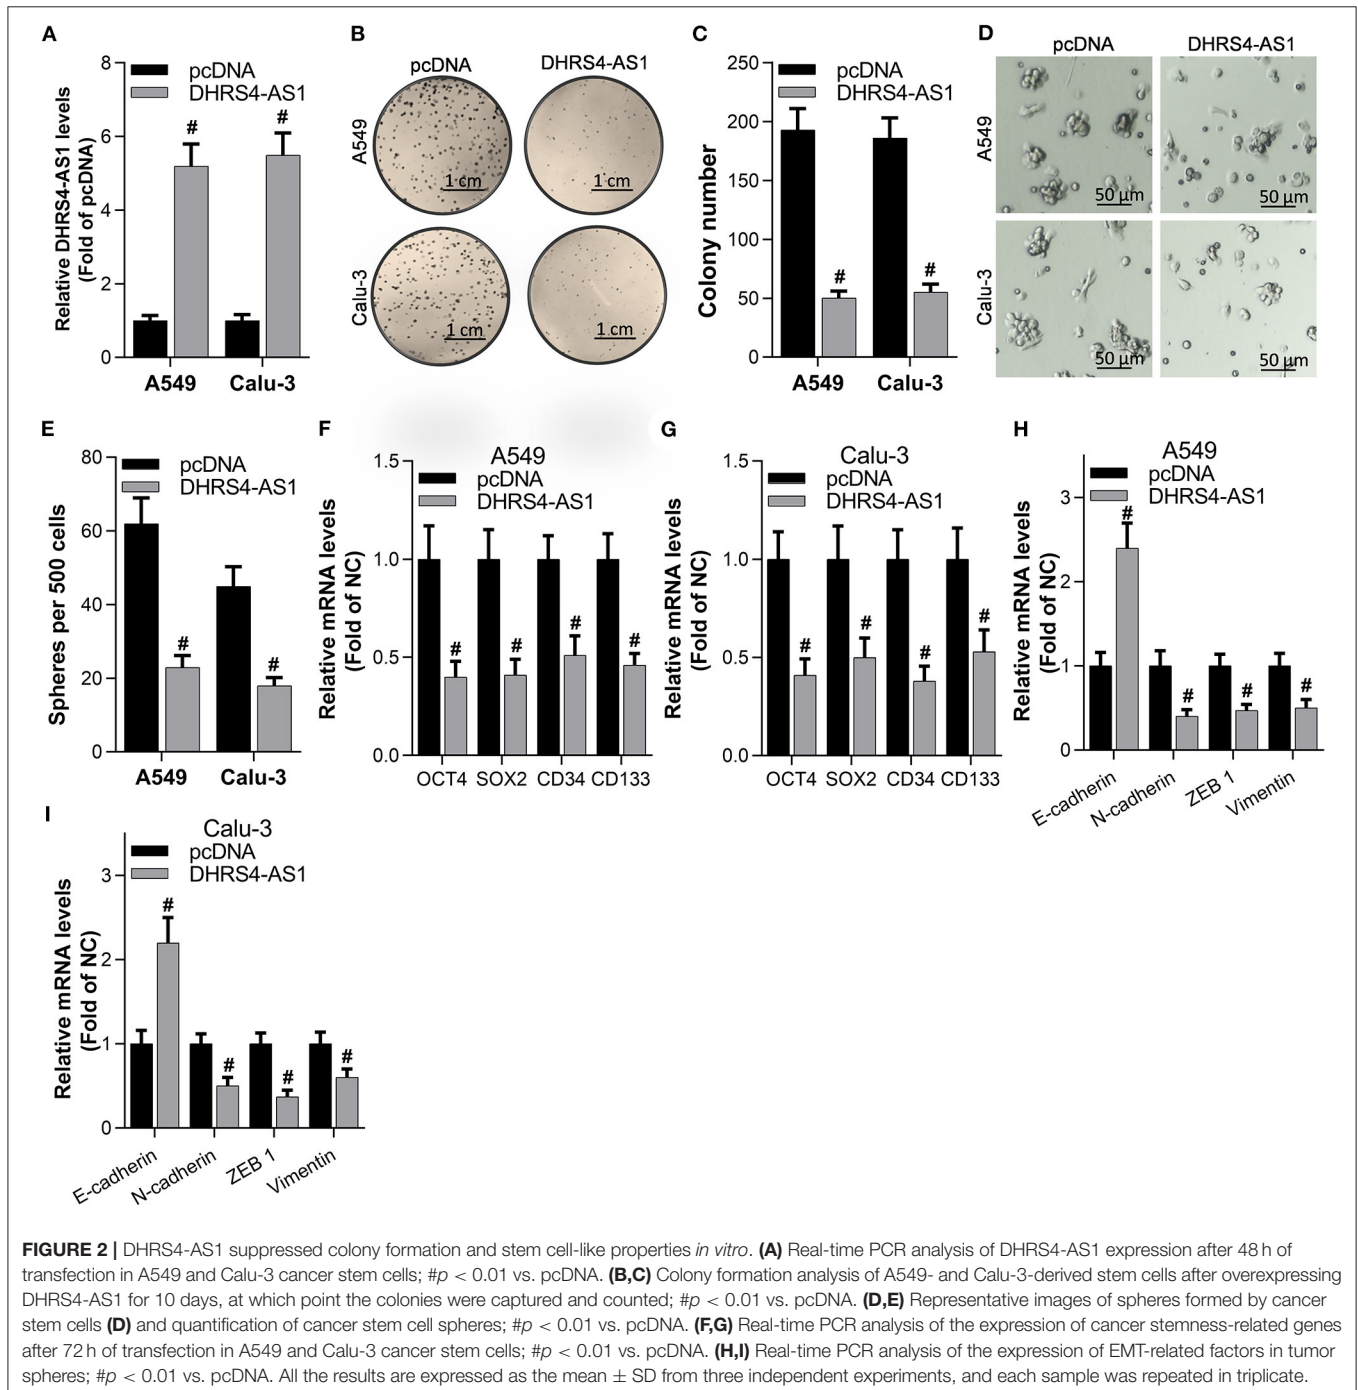 A
Relative DHRS4-AS1 levels
(Fold of pcDNA)
8
6
4
2
0
pcDNA
DHRS4-AS1
#
#
A549
Calu-3
B
pcDNA
DHRS4-AS1
A549
1 cm
1 cm
Calu-3
1 cm
1 cm
C
Colony number
250
200
150
100
50
0
pcDNA
DHRS4-AS1
#
#
A549
Calu-3
D
pcDNA
DHRS4-AS1
A549
50 μm
50 μm
Calu-3
50 μm
50 μm
E
Spheres per 500 cells
80
60
40
20
0
pcDNA
DHRS4-AS1
#
#
A549
Calu-3
F
A549
Relative mRNA levels
(Fold of NC)
1.5
1.0
0.5
0.0
pcDNA
DHRS4-AS1
#
#
#
#
OCT4
SOX2
CD34
CD133
G
Calu-3
Relative mRNA levels
(Fold of NC)
1.5
1.0
0.5
0.0
pcDNA
DHRS4-AS1
#
#
#
#
OCT4
SOX2
CD34
CD133
H
A549
Relative mRNA levels
(Fold of NC)
3
2
1
0
pcDNA
DHRS4-AS1
#
#
#
#
E-cadherin
N-cadherin
ZEB 1
Vimentin
I
Calu-3
Relative mRNA levels
(Fold of NC)
3
2
1
0
pcDNA
DHRS4-AS1
#
#
#
#
E-cadherin
N-cadherin
ZEB 1
Vimentin
FIGURE 2 | DHRS4-AS1 suppressed colony formation and stem cell-like properties in vitro. (A) Real-time PCR analysis of DHRS4-AS1 expression after 48 h of
transfection in A549 and Calu-3 cancer stem cells; #p < 0.01 vs. pcDNA. (B,C) Colony formation analysis of A549- and Calu-3-derived stem cells after overexpressing
DHRS4-AS1 for 10 days, at which point the colonies were captured and counted; #p < 0.01 vs. pcDNA. (D,E) Representative images of spheres formed by cancer
stem cells (D) and quantification of cancer stem cell spheres; #p < 0.01 vs. pcDNA. (F,G) Real-time PCR analysis of the expression of cancer stemness-related genes
after 72 h of transfection in A549 and Calu-3 cancer stem cells; #p < 0.01 vs. pcDNA. (H,I) Real-time PCR analysis of the expression of EMT-related factors in tumor
spheres; #p < 0.01 vs. pcDNA. All the results are expressed as the mean ± SD from three independent experiments, and each sample was repeated in triplicate.